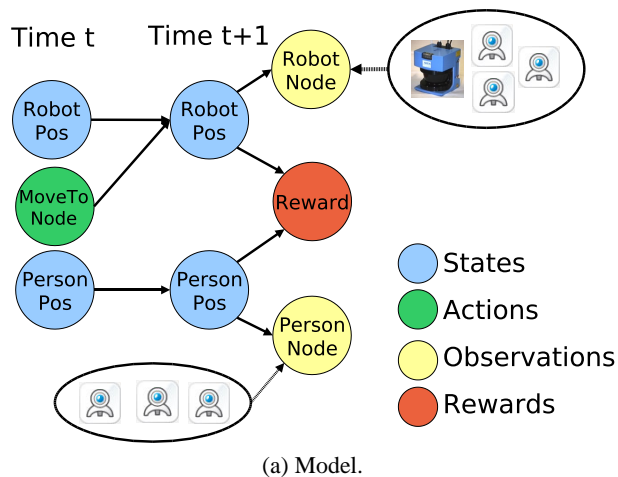 Time t
Time t+1
Robot
Node
Robot
Pos
Robot
Pos
MoveTo
Node
Reward
Person
Pos
Person
Pos
Person
Node
States
Actions
Observations
Rewards
(a) Model.